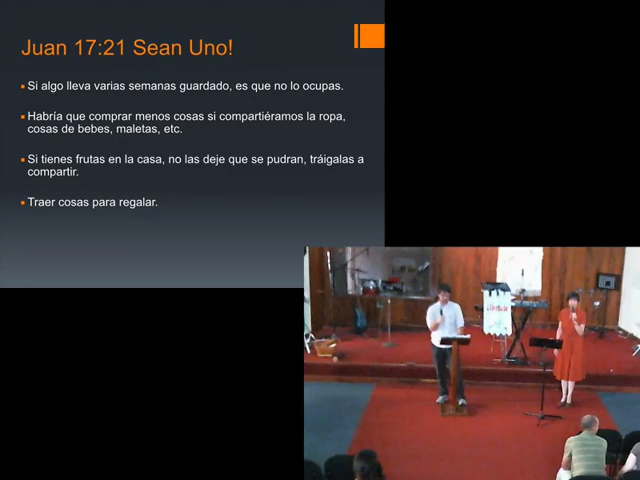 Juan 17:21 Sean Uno!
Si algo lleva varias semanas guardado, es que no lo ocupas.
Habría que comprar menos cosas si compartiéramos la ropa,
cosas de bebes, maletas, etc.
Si tienes frutas en la casa, no las deje que se pudran, tráigalas a
compartir.
Traer cosas para regalar.